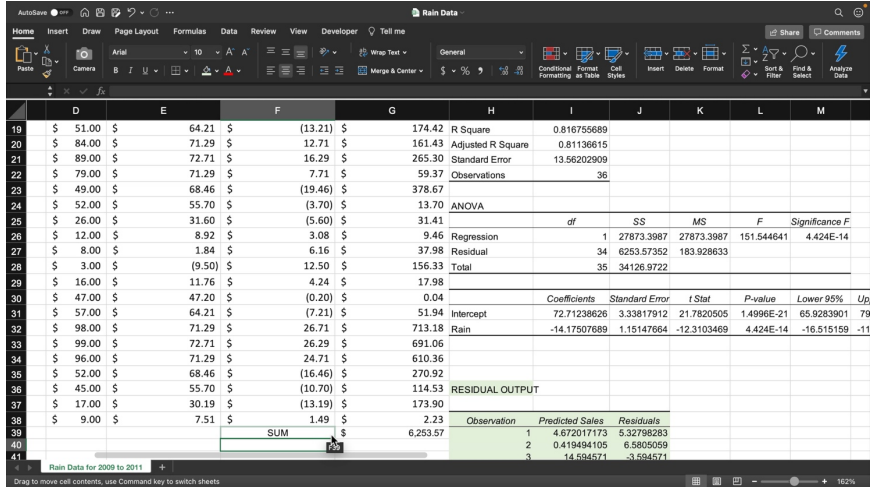 AutoSave OFF Rain Data
Home Insert Draw Page Layout Formulas Data Review View Developer Tell me Share Comments
Paste Camera Arial 10 A^ A˅ Wrap Text General Conditional Formatting Format as Table Cell Styles Insert Delete Format Sort & Filter Find & Select Analyze Data
B I U A Merge & Center $ % 9
fx
D E F G H I J K L M
19 $ 51.00 $ 64.21 $ (13.21) $ 174.42 R Square 0.816755689
20 $ 84.00 $ 71.29 $ 12.71 $ 161.43 Adjusted R Square 0.81136615
21 $ 89.00 $ 72.71 $ 16.29 $ 265.30 Standard Error 13.56202909
22 $ 79.00 $ 71.29 $ 7.71 $ 59.37 Observations 36
23 $ 49.00 $ 68.46 $ (19.46) $ 378.67
24 $ 52.00 $ 55.70 $ (3.70) $ 13.70 ANOVA
25 $ 26.00 $ 31.60 $ (5.60) $ 31.41 df SS MS F Significance F
26 $ 12.00 $ 8.92 $ 3.08 $ 9.46 Regression 1 27873.3987 27873.3987 151.544641 4.424E-14
27 $ 8.00 $ 1.84 $ 6.16 $ 37.98 Residual 34 6253.57352 183.928633
28 $ 3.00 $ (9.50) $ 12.50 $ 156.33 Total 35 34126.9722
29 $ 16.00 $ 11.76 $ 4.24 $ 17.98
30 $ 47.00 $ 47.20 $ (0.20) $ 0.04 Coefficients Standard Error t Stat P-value Lower 95% Up
31 $ 57.00 $ 64.21 $ (7.21) $ 51.94 Intercept 72.71238626 3.33817912 21.7820505 1.4996E-21 65.9283901 79
32 $ 98.00 $ 71.29 $ 26.71 $ 713.18 Rain -14.17507689 1.15147664 -12.3103469 4.424E-14 -16.515159 -11
33 $ 99.00 $ 72.71 $ 26.29 $ 691.06
34 $ 96.00 $ 71.29 $ 24.71 $ 610.36
35 $ 52.00 $ 68.46 $ (16.46) $ 270.92
36 $ 45.00 $ 55.70 $ (10.70) $ 114.53 RESIDUAL OUTPUT
37 $ 17.00 $ 30.19 $ (13.19) $ 173.90
38 $ 9.00 $ 7.51 $ 1.49 $ 2.23 Observation Predicted Sales Residuals
39 SUM $ 6,253.57 1 4.672017173 5.32798283
40 F39 2 0.419494105 6.5805059
41 3 14.594571 -3.594571
Rain Data for 2009 to 2011 +
Drag to move cell contents, use Command key to switch sheets 162%